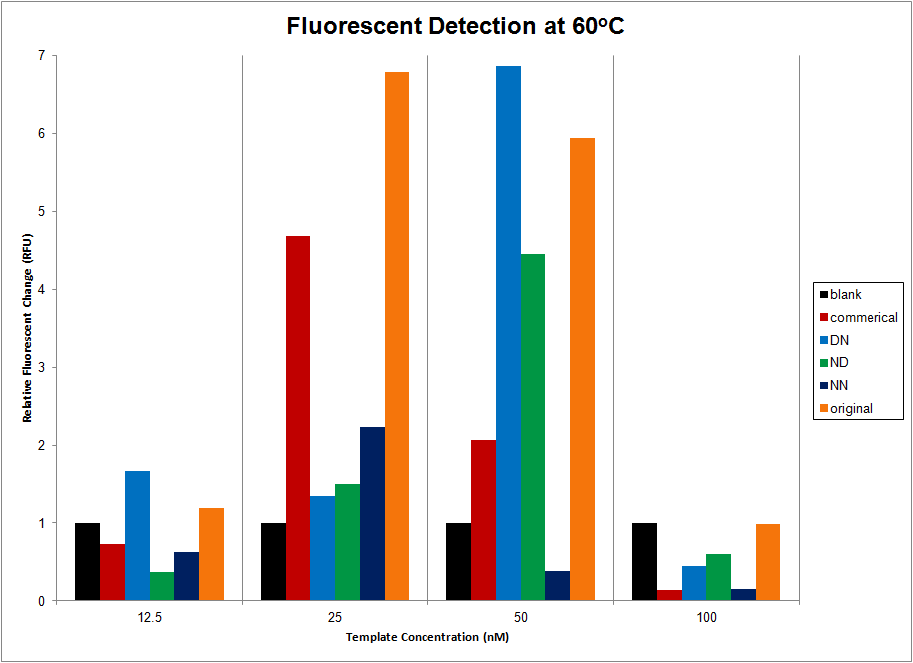 Fluorescent Detection at 60ºC
Relative Fluorescent Change (RFU)
7
6
5
4
3
2
1
0
12.5 25 50 100
Template Concentration (nM)
blank
commerical
DN
ND
NN
original